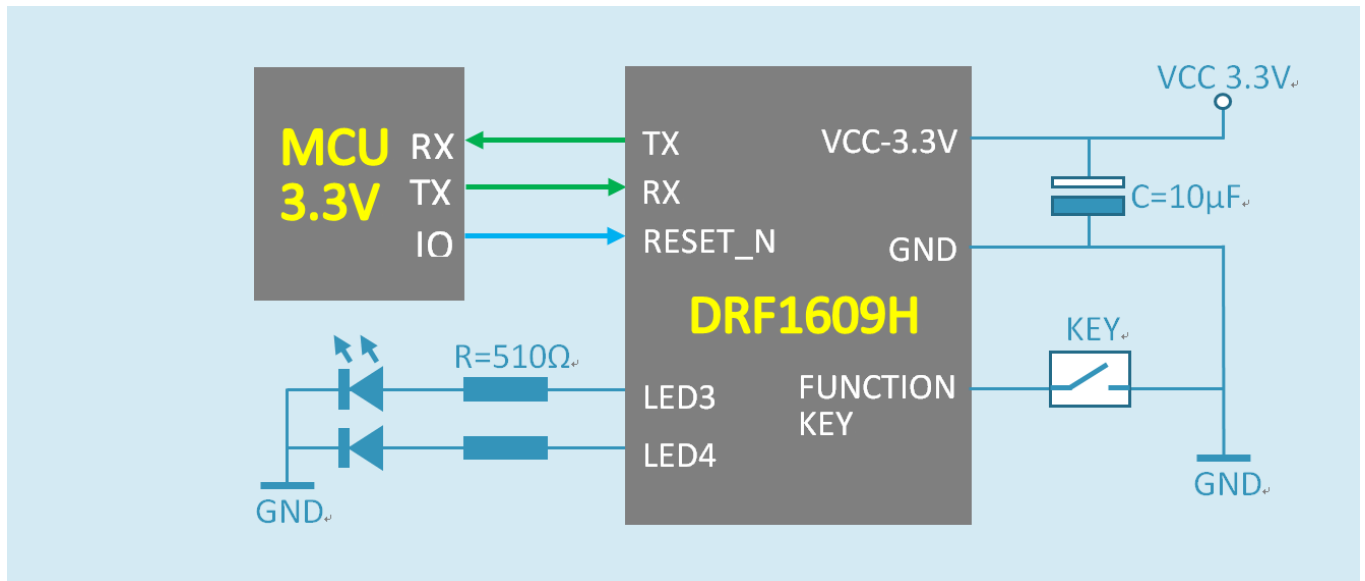 MCU
3.3V
RX
TX
IO
TX
RX
RESET_N
LED3
LED4
VCC-3.3V
GND
DRF1609H
FUNCTION
KEY
VCC 3.3V
C=10µF
KEY
GND
R=510Ω
GND